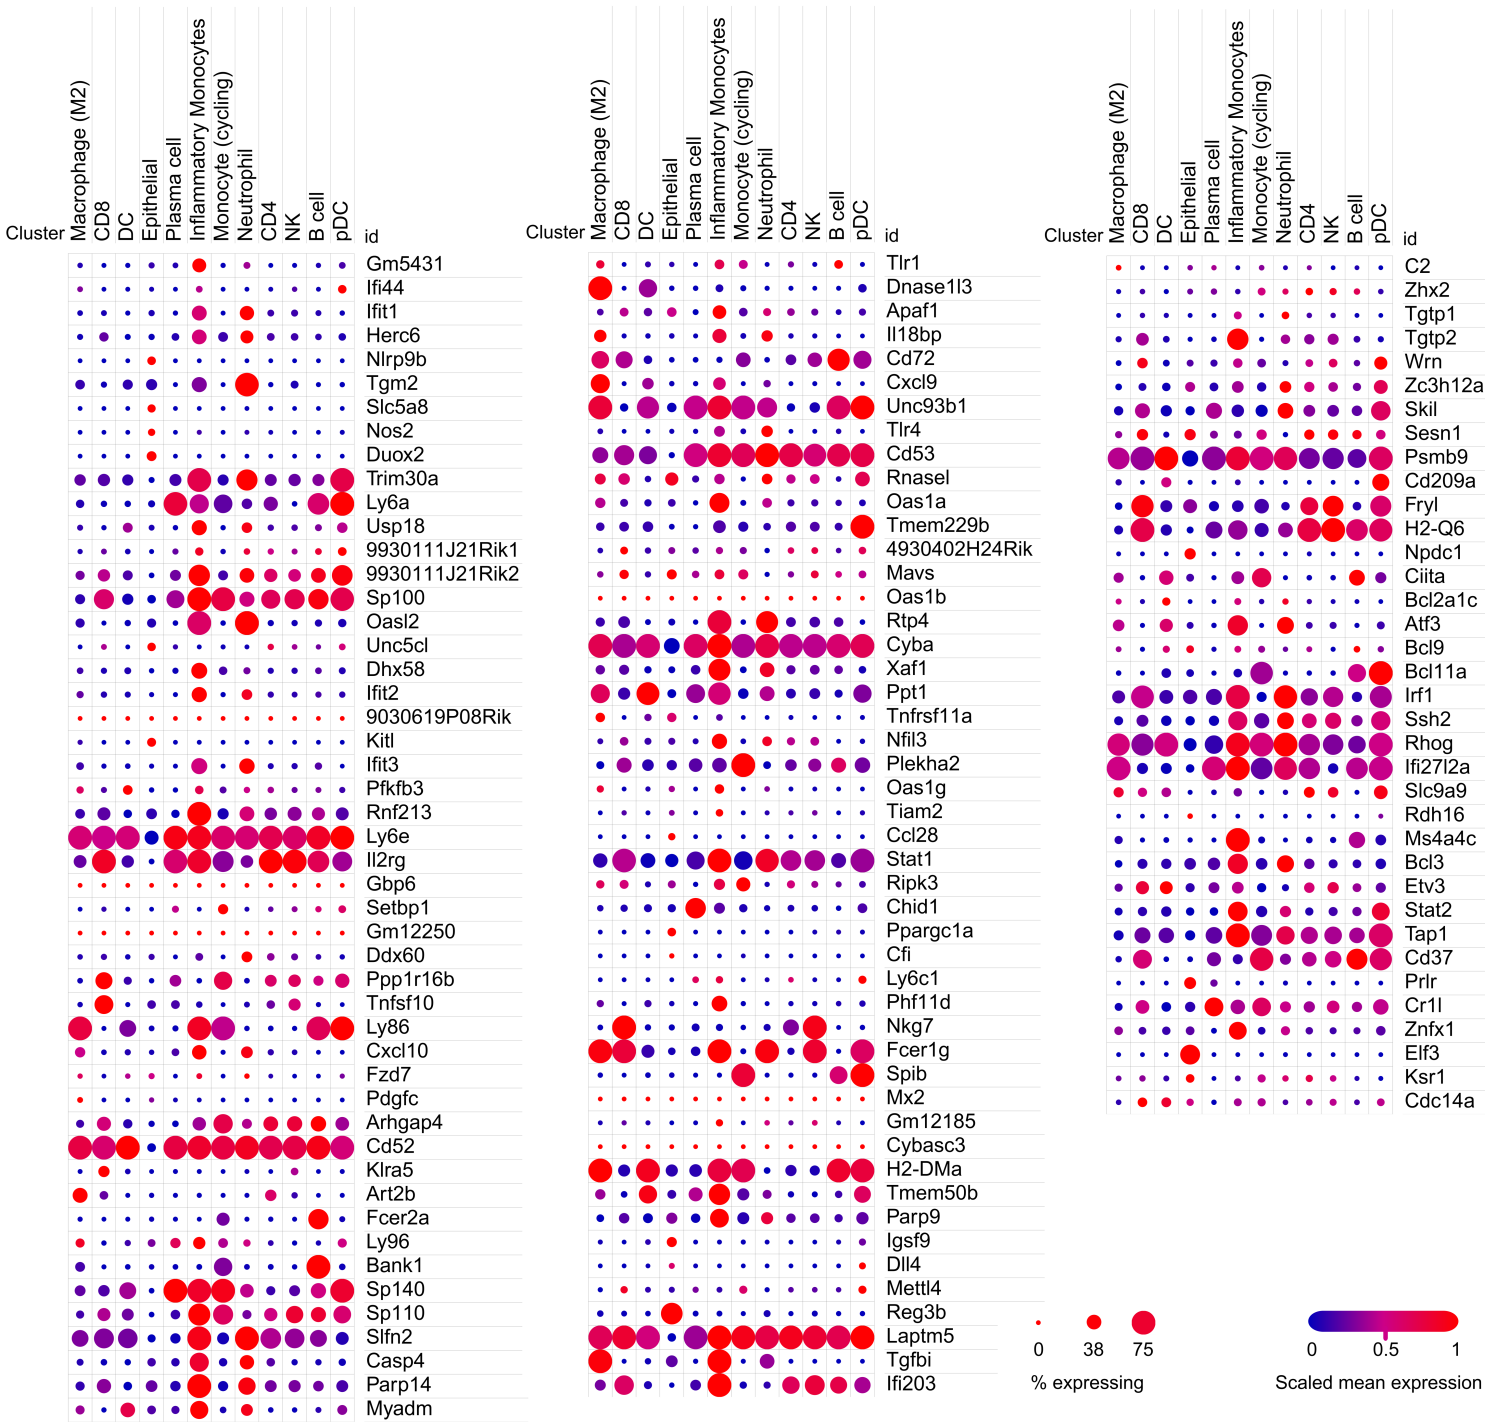 Cluster
Macrophage (M2)
CD8
DC
Epithelial
Plasma cell
Inflammatory Monocytes
Monocyte (cycling)
Neutrophil
CD4
NK
B cell
pDC
id
Gm5431
Ifi44
Ifit1
Herc6
Nlrp9b
Tgm2
Slc5a8
Nos2
Duox2
Trim30a
Ly6a
Usp18
9930111J21Rik1
9930111J21Rik2
Sp100
Oasl2
Unc5cl
Dhx58
Ifit2
9030619P08Rik
Kitl
Ifit3
Pfkfb3
Rnf213
Ly6e
Il2rg
Gbp6
Setbp1
Gm12250
Ddx60
Ppp1r16b
Tnfsf10
Ly86
Cxcl10
Fzd7
Pdgfc
Arhgap4
Cd52
Klra5
Art2b
Fcer2a
Ly96
Bank1
Sp140
Sp110
Slfn2
Casp4
Parp14
Myadm
Cluster
Macrophage (M2)
CD8
DC
Epithelial
Plasma cell
Inflammatory Monocytes
Monocyte (cycling)
Neutrophil
CD4
NK
B cell
pDC
id
Tlr1
Dnase1l3
Apaf1
Il18bp
Cd72
Cxcl9
Unc93b1
Tlr4
Cd53
Rnasel
Oas1a
Tmem229b
4930402H24Rik
Mavs
Oas1b
Rtp4
Cyba
Xaf1
Ppt1
Tnfrsf11a
Nfil3
Plekha2
Oas1g
Tiam2
Ccl28
Stat1
Ripk3
Chid1
Ppargc1a
Cfi
Ly6c1
Phf11d
Nkg7
Fcer1g
Spib
Mx2
Gm12185
Cybasc3
H2-DMa
Tmem50b
Parp9
Igsf9
Dll4
Mettl4
Reg3b
Laptm5
Tgfbi
Ifi203
Cluster
Macrophage (M2)
CD8
DC
Epithelial
Plasma cell
Inflammatory Monocytes
Monocyte (cycling)
Neutrophil
CD4
NK
B cell
pDC
id
C2
Zhx2
Tgtp1
Tgtp2
Wrn
Zc3h12a
Skil
Sesn1
Psmb9
Cd209a
Fryl
H2-Q6
Npdc1
Ciita
Bcl2a1c
Atf3
Bcl9
Bcl11a
Irf1
Ssh2
Rhog
Ifi27l2a
Slc9a9
Rdh16
Ms4a4c
Bcl3
Etv3
Stat2
Tap1
Cd37
Prlr
Cr1l
Znfx1
Elf3
Ksr1
Cdc14a
0 38 75
% expressing
0 0.5 1
Scaled mean expression